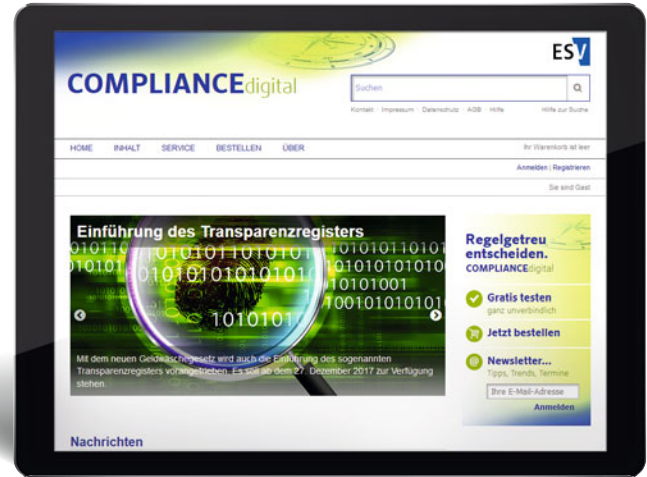 ESV
COMPLIANCEdigital
Suchen
Kontakt · Impressum · Datenschutz · AGB · Hilfe
Hilfe zur Suche
HOME INHALT SERVICE BESTELLEN ÜBER
Ihr Warenkorb ist leer
Anmelden | Registrieren
Sie sind Gast
Einführung des Transparenzregisters
Mit dem neuen Geldwäschegesetz wird auch die Einführung des sogenannten
Transparenzregisters vorangetrieben. Es soll ab dem 27. Dezember 2017 zur Verfügung
stehen.
Regelgetreu
entscheiden.
COMPLIANCEdigital
Gratis testen
ganz unverbindlich
Jetzt bestellen
Newsletter...
Tipps, Trends, Termine
Ihre E-Mail-Adresse
Anmelden
Nachrichten